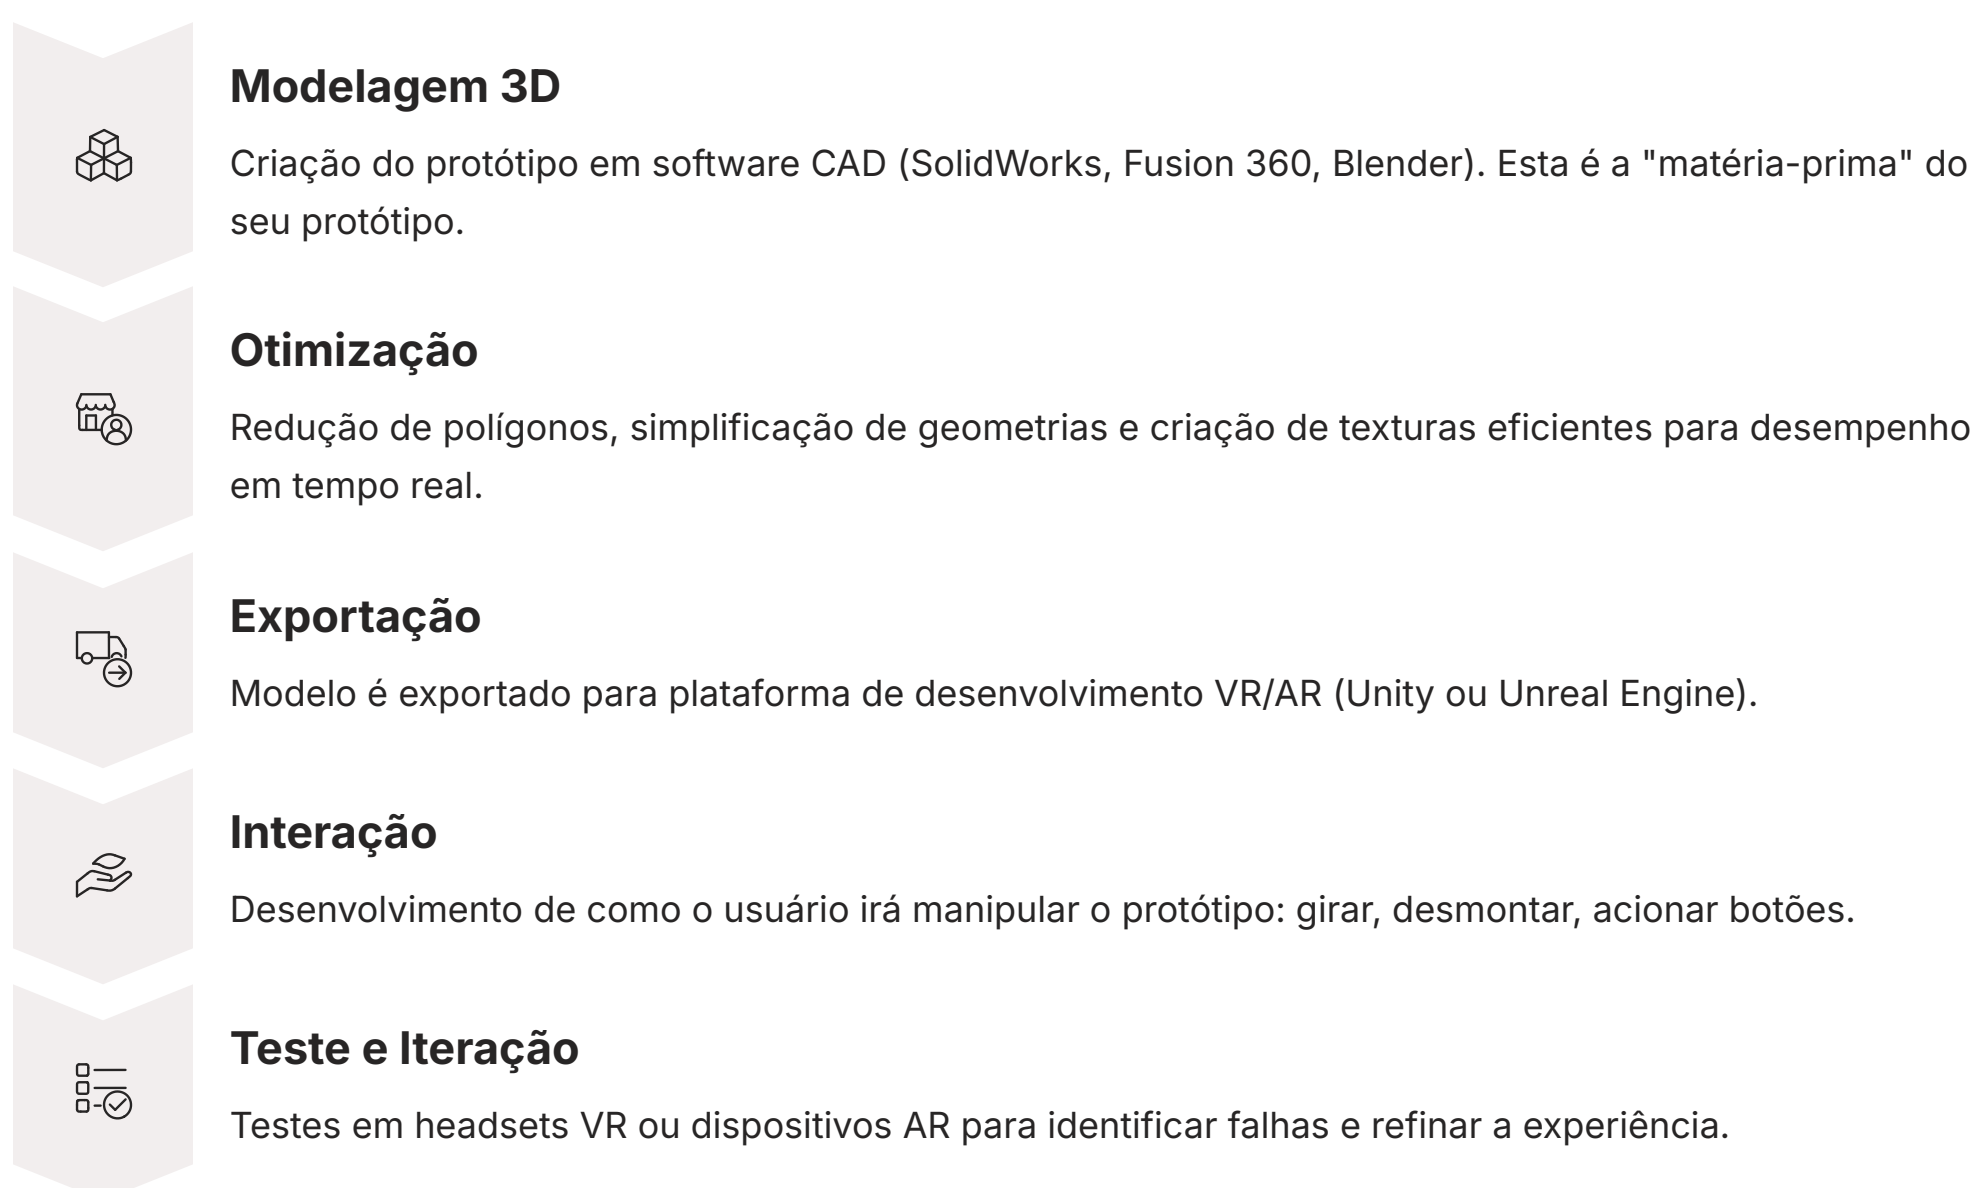 Modelagem 3D
Criação do protótipo em software CAD (SolidWorks, Fusion 360, Blender). Esta é a "matéria-prima" do
seu protótipo.
Otimização
Redução de polígonos, simplificação de geometrias e criação de texturas eficientes para desempenho
em tempo real.
Exportação
Modelo é exportado para plataforma de desenvolvimento VR/AR (Unity ou Unreal Engine).
Interação
Desenvolvimento de como o usuário irá manipular o protótipo: girar, desmontar, acionar botões.
Teste e Iteração
Testes em headsets VR ou dispositivos AR para identificar falhas e refinar a experiência.